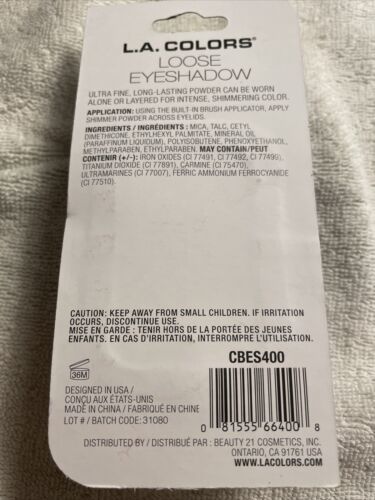 L.A. COLORS®
LOOSE
EYESHADOW
ULTRA FINE, LONG-LASTING POWDER CAN BE WORN
ALONE OR LAYERED FOR INTENSE, SHIMMERING COLOR.
APPLICATION: USING THE BUILT-IN BRUSH APPLICATOR, APPLY
SHIMMER POWDER ACROSS EYELIDS.
INGREDIENTS / INGRÉDIENTS : MICA, TALC, CETYL
DIMETHICONE, ETHYLHEXYL PALMITATE, MINERAL OIL
(PARAFFINUM LIQUIDUM), POLYISOBUTENE, PHENOXYETHANOL,
METHYLPARABEN, ETHYLPARABEN. MAY CONTAIN/PEUT
CONTENIR (+/-): IRON OXIDES (CI 77491, CI 77492, CI 77499),
TITANIUM DIOXIDE (CI 77891), CARMINE (CI 75470),
ULTRAMARINES (CI 77007), FERRIC AMMONIUM FERROCYANIDE
(CI 77510).
CAUTION: KEEP AWAY FROM SMALL CHILDREN. IF IRRITATION
OCCURS, DISCONTINUE USE.
MISE EN GARDE : TENIR HORS DE LA PORTÉE DES JEUNES
ENFANTS. EN CAS D'IRRITATION, INTERROMPRE L'UTILISATION.
CBES400
36M
DESIGNED IN USA /
CONÇU AUX ÉTATS-UNIS
MADE IN CHINA / FABRIQUÉ EN CHINE
LOT # / BATCH CODE: 31080
0 81555 66400 8
DISTRIBUTED BY / DISTRIBUÉ PAR : BEAUTY 21 COSMETICS, INC.
ONTARIO, CA 91761 USA
WWW.LACOLORS.COM